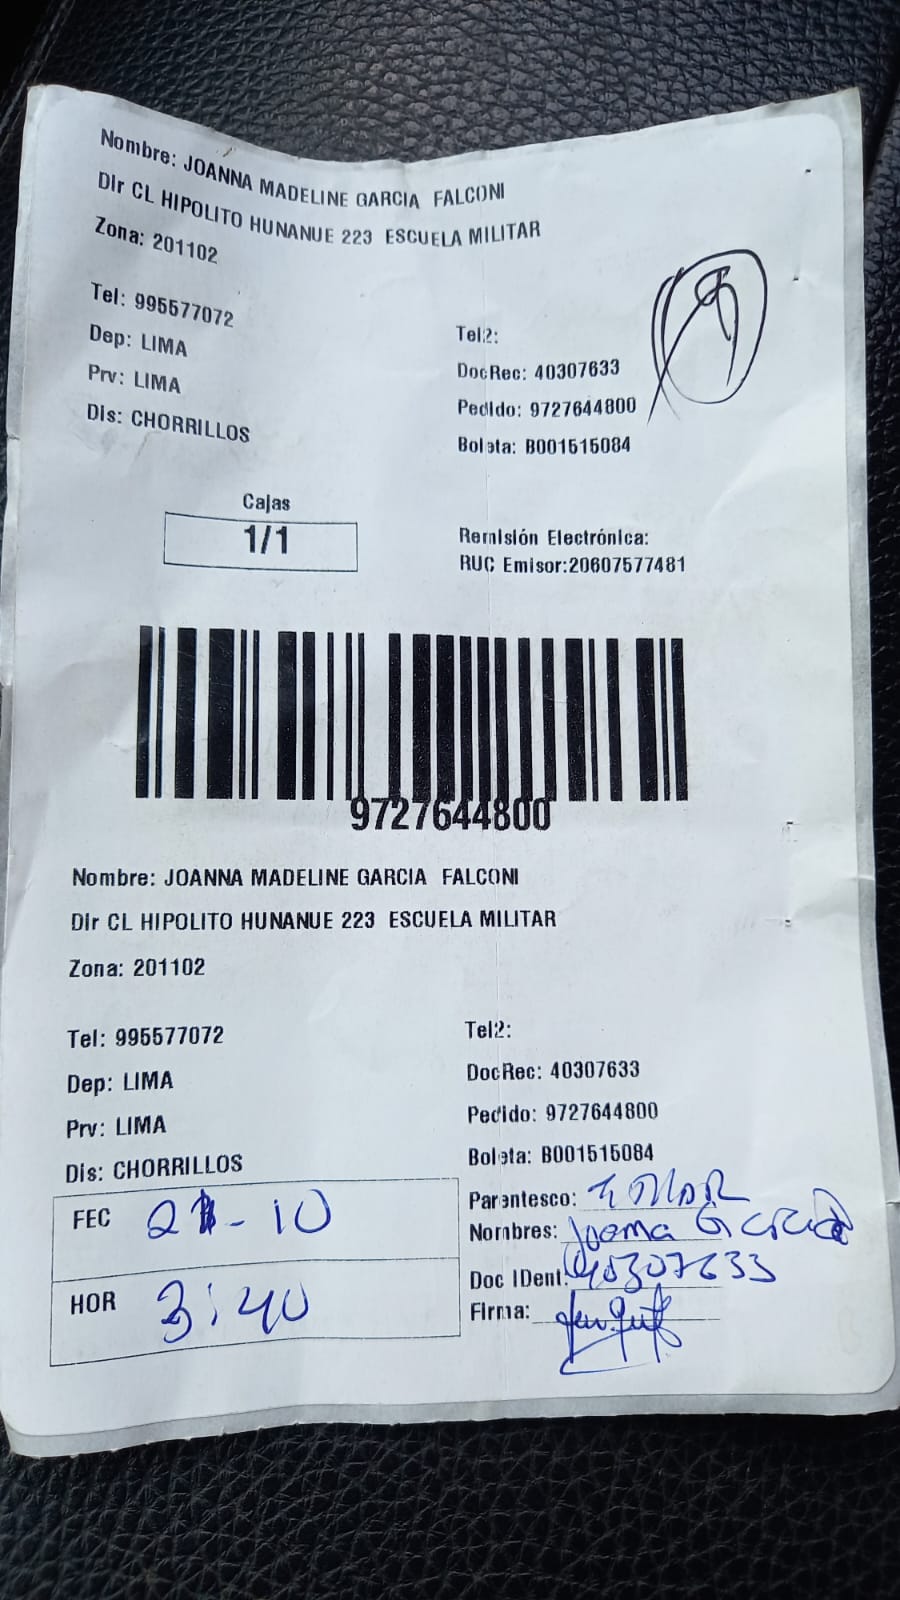 Nombre: JOANNA MADELINE GARCIA FALCONI
Dir CL HIPOLITO HUNANUE 223 ESCUELA MILITAR
Zona: 201102
Tel: 995577072
Dep: LIMA
Prv: LIMA
Dis: CHORRILLOS
Tel2:
DocRec: 40307633
Pedido: 9727644800
Boleta: B001515084
Cajas
1/1
Remisión Electrónica:
RUC Emisor:20607577481
9727644800
Nombre: JOANNA MADELINE GARCIA FALCONI
Dir CL HIPOLITO HUNANUE 223 ESCUELA MILITAR
Zona: 201102
Tel: 995577072
Dep: LIMA
Prv: LIMA
Dis: CHORRILLOS
Tel2:
DocRec: 40307633
Pedido: 9727644800
Boleta: B001515084
FEC 21-10
HOR 3:40
Parentesco:
Nombres: Joanna Garcia
Doc IDent: 40307633
Firma: